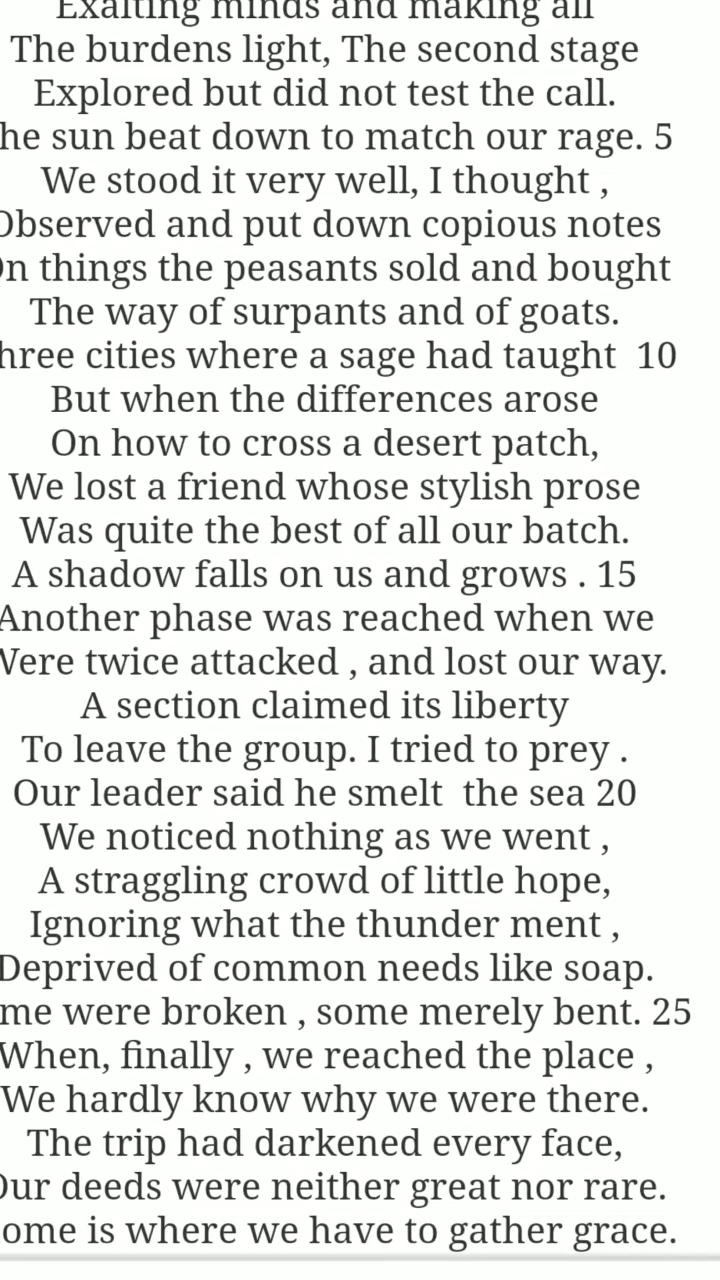 Exalting minds and making all
The burdens light, The second stage
Explored but did not test the call.
he sun beat down to match our rage. 5
We stood it very well, I thought ,
Observed and put down copious notes
On things the peasants sold and bought
The way of surpants and of goats.
hree cities where a sage had taught  10
But when the differences arose
On how to cross a desert patch,
We lost a friend whose stylish prose
Was quite the best of all our batch.
A shadow falls on us and grows . 15
Another phase was reached when we
Were twice attacked , and lost our way.
A section claimed its liberty
To leave the group. I tried to prey .
Our leader said he smelt  the sea 20
We noticed nothing as we went ,
A straggling crowd of little hope,
Ignoring what the thunder ment ,
Deprived of common needs like soap.
me were broken , some merely bent. 25
When, finally , we reached the place ,
We hardly know why we were there.
The trip had darkened every face,
Our deeds were neither great nor rare.
ome is where we have to gather grace.